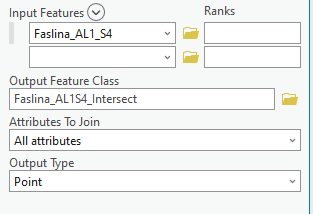 Input Features Ranks
Faslina_AL1_S4
Output Feature Class
Faslina_AL1S4_Intersect
Attributes To Join
All attributes
Output Type
Point